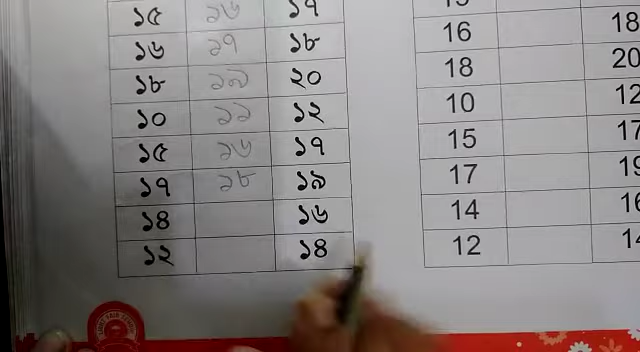 ১৫ ১৬ ১৭
১৬ ১৭ ১৮
১৮ ১৯ ২০
১০ ১১ ১২
১৫ ১৬ ১৭
১৭ ১৮ ১৯
১৪ ১৬
১২ ১৪
16 18
18 20
10 12
15 17
17 19
14 16
12 14